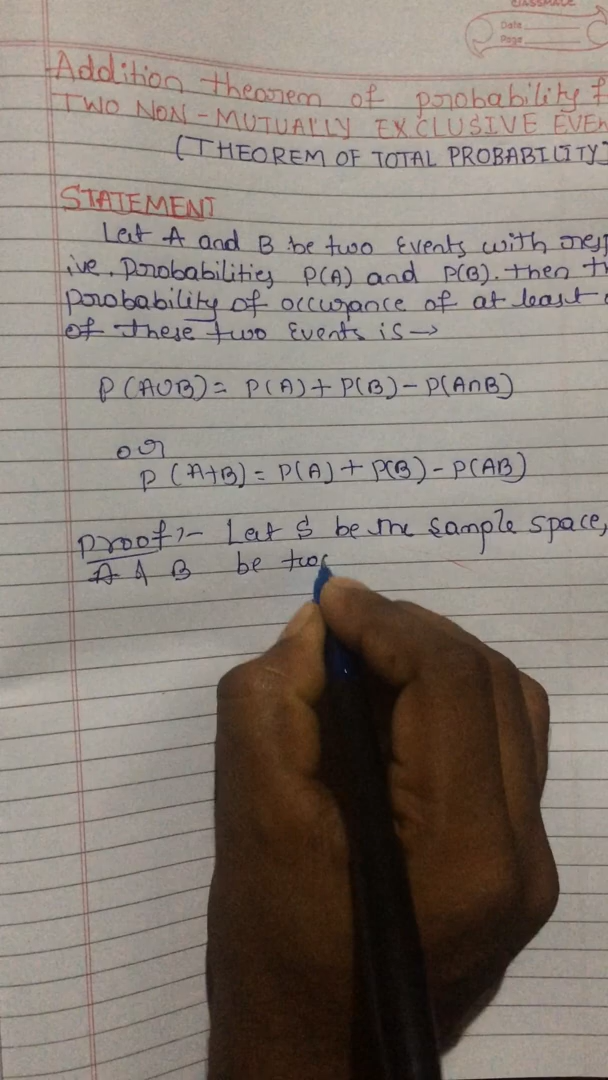 CLASSMATE
Date
Page
Addition theorem of probability f
TWO NON-MUTUALLY EXCLUSIVE EVEN
(THEOREM OF TOTAL PROBABILITY)
STATEMENT
Let A and B be two Events with resp
ive. Probabilities P(A) and P(B). then th
probability of occurance of at least
of these two Events is →
P(A∪B) = P(A) + P(B) - P(A∩B)
or
P(A+B) = P(A) + P(B) - P(AB)
Proof :- Let S be the sample space,
A B be two